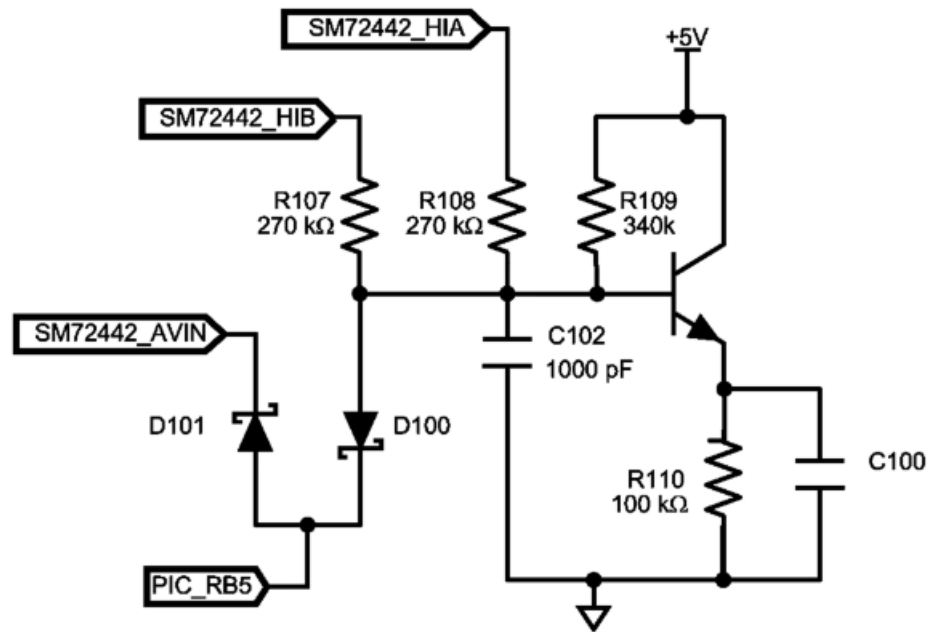 SM72442_HIA
+5V
SM72442_HIB
R107
270 kΩ
R108
270 kΩ
R109
340k
SM72442_AVIN
C102
1000 pF
D101
D100
R110
100 kΩ
C100
PIC_RB5